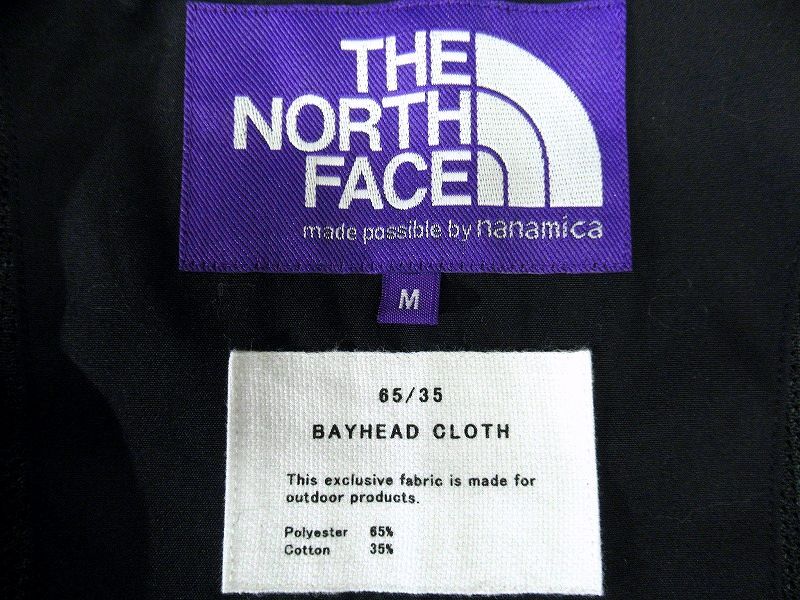 THE
NORTH
FACE
made possible by nanamica
M
65/35
BAYHEAD CLOTH
This exclusive fabric is made for
outdoor products.
Polyester 65%
Cotton 35%